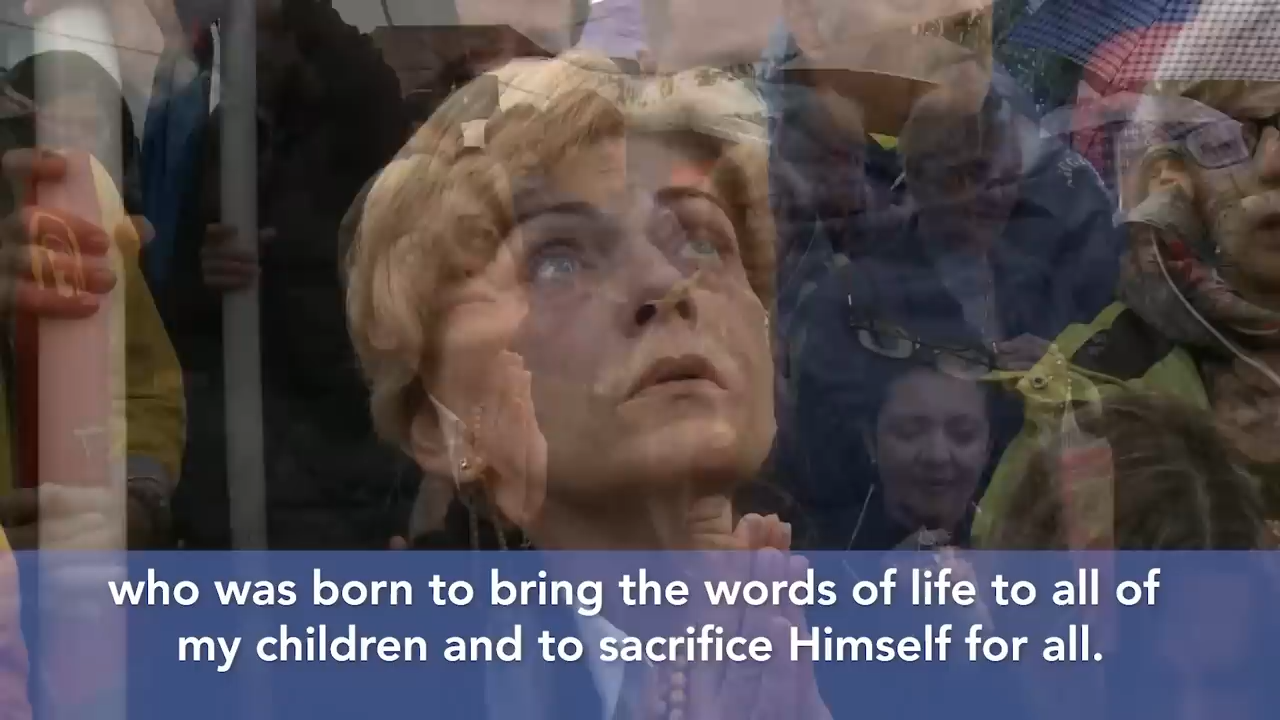 who was born to bring the words of life to all of
my children and to sacrifice Himself for all.